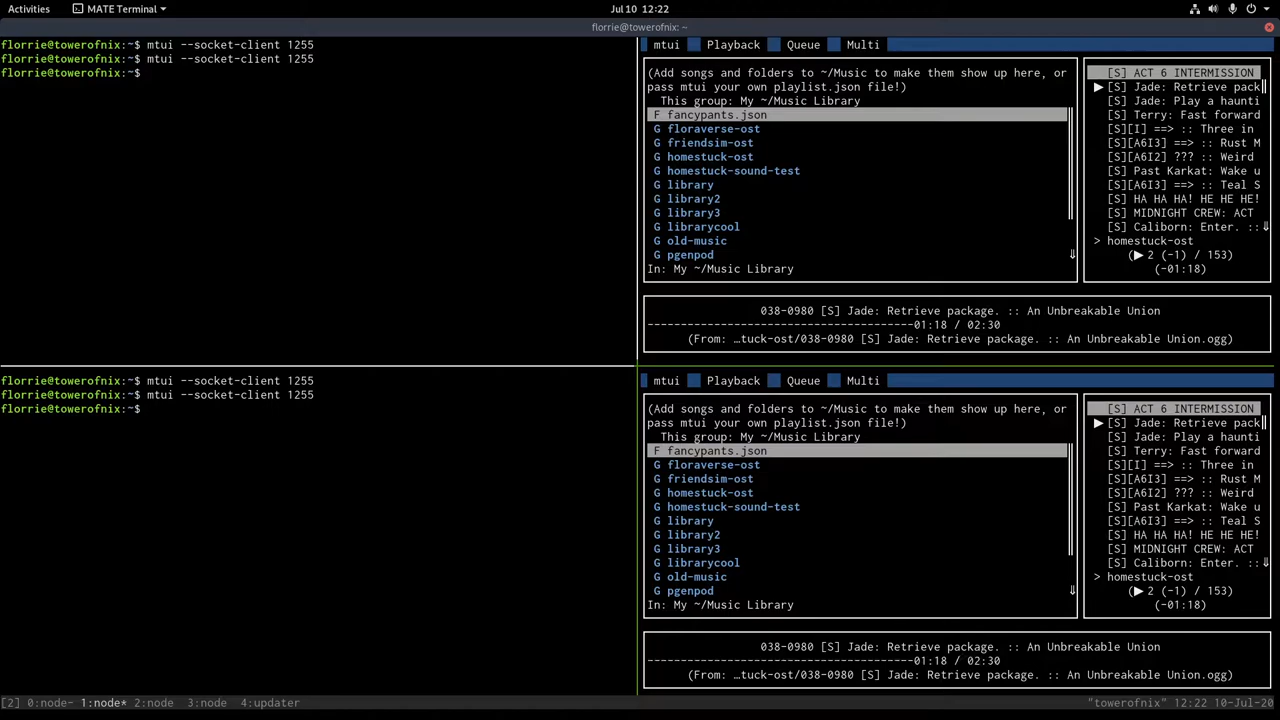 Activities MATE Terminal Jul 10 12:22
florrie@towerofnix: ~
florrie@towerofnix:~$ mtui --socket-client 1255
florrie@towerofnix:~$ mtui --socket-client 1255
florrie@towerofnix:~$
mtui Playback Queue Multi
(Add songs and folders to ~/Music to make them show up here, or
pass mtui your own playlist.json file!)
This group: My ~/Music Library
F fancypants.json
G floraverse-ost
G friendsim-ost
G homestuck-ost
G homestuck-sound-test
G library
G library2
G library3
G librarycool
G old-music
G pgenpod
In: My ~/Music Library
[S] ACT 6 INTERMISSION
▶ [S] Jade: Retrieve pack
[S] Jade: Play a haunti
[S] Terry: Fast forward
[S][I] ==> :: Three in
[S][A6I3] ==> :: Rust M
[S][A6I2] ??? :: Weird
[S] Past Karkat: Wake u
[S][A6I3] ==> :: Teal S
[S] HA HA HA! HE HE HE!
[S] MIDNIGHT CREW: ACT
[S] Caliborn: Enter. ::
> homestuck-ost
(▶ 2 (-1) / 153)
(-01:18)
038-0980 [S] Jade: Retrieve package. :: An Unbreakable Union
----------------------------------------01:18 / 02:30
(From: …tuck-ost/038-0980 [S] Jade: Retrieve package. :: An Unbreakable Union.ogg)
florrie@towerofnix:~$ mtui --socket-client 1255
florrie@towerofnix:~$ mtui --socket-client 1255
florrie@towerofnix:~$
mtui Playback Queue Multi
(Add songs and folders to ~/Music to make them show up here, or
pass mtui your own playlist.json file!)
This group: My ~/Music Library
F fancypants.json
G floraverse-ost
G friendsim-ost
G homestuck-ost
G homestuck-sound-test
G library
G library2
G library3
G librarycool
G old-music
G pgenpod
In: My ~/Music Library
[S] ACT 6 INTERMISSION
▶ [S] Jade: Retrieve pack
[S] Jade: Play a haunti
[S] Terry: Fast forward
[S][I] ==> :: Three in
[S][A6I3] ==> :: Rust M
[S][A6I2] ??? :: Weird
[S] Past Karkat: Wake u
[S][A6I3] ==> :: Teal S
[S] HA HA HA! HE HE HE!
[S] MIDNIGHT CREW: ACT
[S] Caliborn: Enter. ::
> homestuck-ost
(▶ 2 (-1) / 153)
(-01:18)
038-0980 [S] Jade: Retrieve package. :: An Unbreakable Union
----------------------------------------01:18 / 02:30
(From: …tuck-ost/038-0980 [S] Jade: Retrieve package. :: An Unbreakable Union.ogg)
[2] 0:node- 1:node* 2:node 3:node 4:updater "towerofnix" 12:22 10-Jul-20